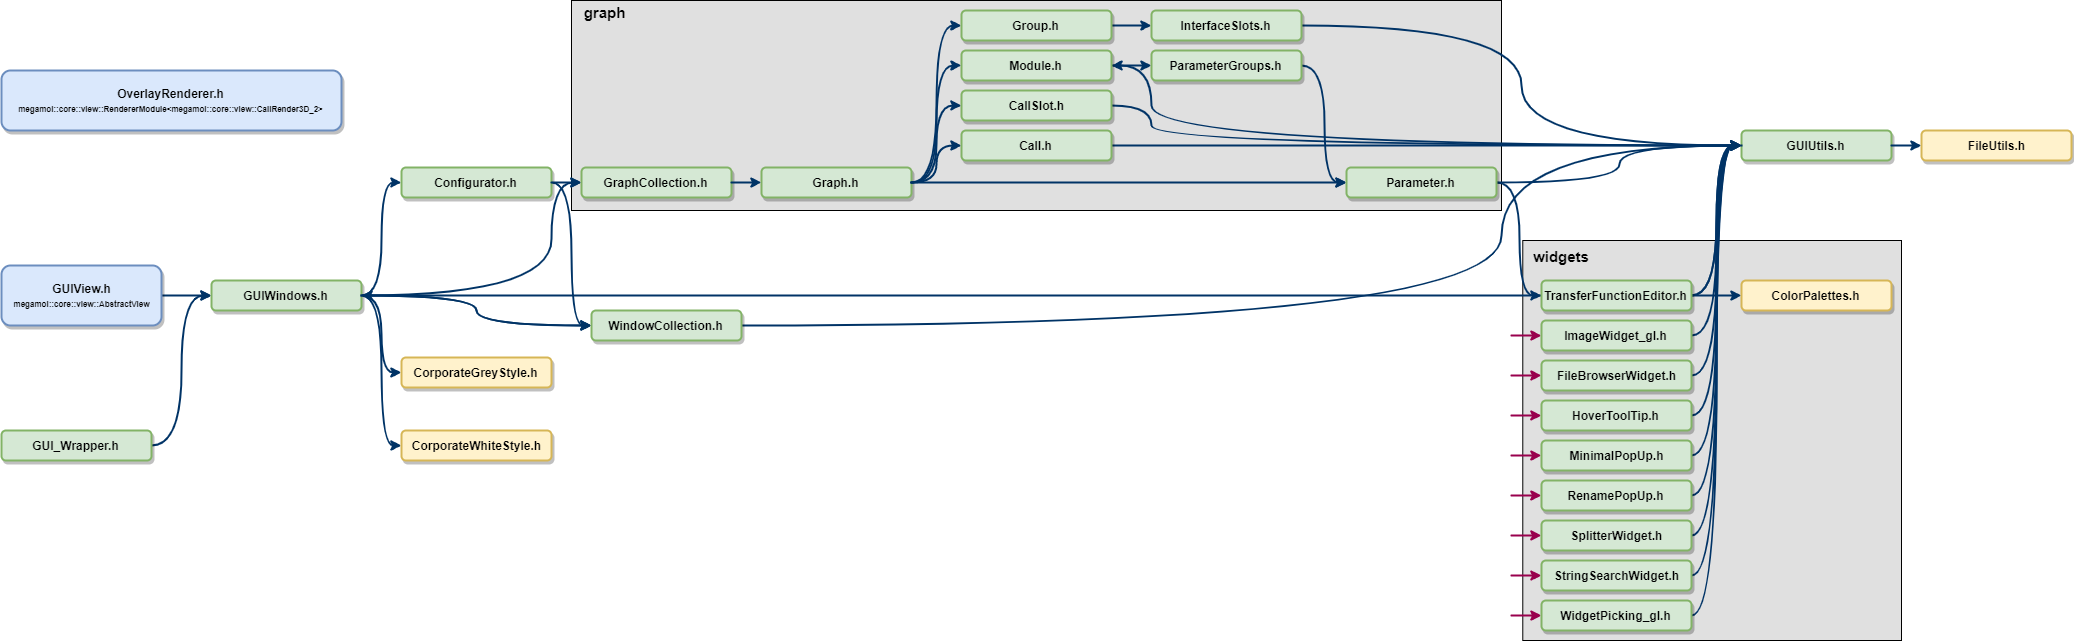 graph
Group.h
InterfaceSlots.h
Module.h
ParameterGroups.h
OverlayRenderer.h
megamol::core::view::RendererModule<megamol::core::view::CallRender3D_2>
CallSlot.h
Call.h
GUIUtils.h
FileUtils.h
Configurator.h
GraphCollection.h
Graph.h
Parameter.h
widgets
GUIView.h
megamol::core::view::AbstractView
GUIWindows.h
TransferFunctionEditor.h
ColorPalettes.h
WindowCollection.h
ImageWidget_gl.h
CorporateGreyStyle.h
FileBrowserWidget.h
HoverToolTip.h
GUI_Wrapper.h
CorporateWhiteStyle.h
MinimalPopUp.h
RenamePopUp.h
SplitterWidget.h
StringSearchWidget.h
WidgetPicking_gl.h